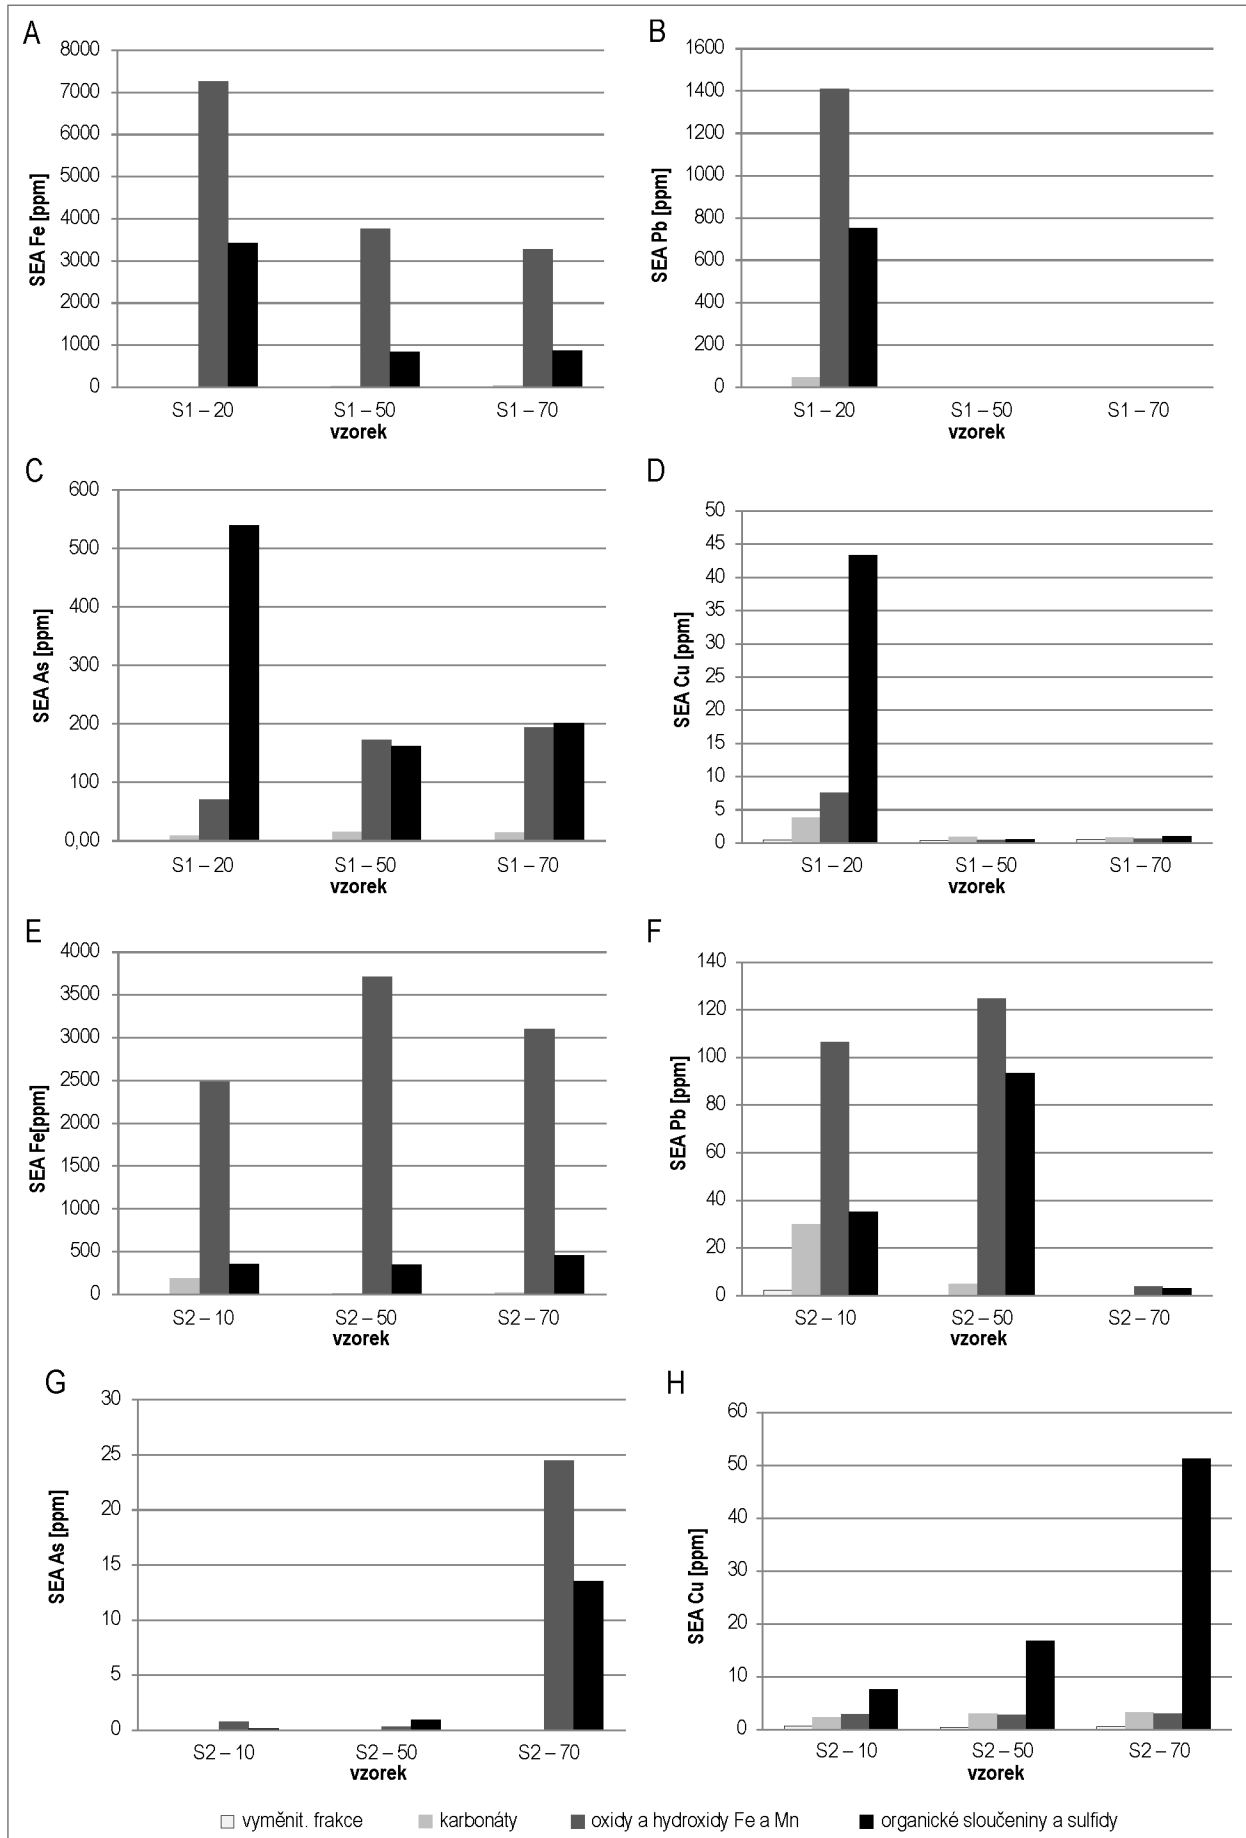 A
8000
7000
6000
5000
4000
3000
2000
1000
0
SEA Fe [ppm]
S1 – 20 S1 – 50 S1 – 70
vzorek
B
1600
1400
1200
1000
800
600
400
200
0
SEA Pb [ppm]
S1 – 20 S1 – 50 S1 – 70
vzorek
C
600
500
400
300
200
100
0,00
SEA As [ppm]
S1 – 20 S1 – 50 S1 – 70
vzorek
D
50
45
40
35
30
25
20
15
10
5
0
SEA Cu [ppm]
S1 – 20 S1 – 50 S1 – 70
vzorek
E
4000
3500
3000
2500
2000
1500
1000
500
0
SEA Fe[ppm]
S2 – 10 S2 – 50 S2 – 70
vzorek
F
140
120
100
80
60
40
20
0
SEA Pb [ppm]
S2 – 10 S2 – 50 S2 – 70
vzorek
G
30
25
20
15
10
5
0
SEA As [ppm]
S2 – 10 S2 – 50 S2 – 70
vzorek
H
60
50
40
30
20
10
0
SEA Cu [ppm]
S2 – 10 S2 – 50 S2 – 70
vzorek
vyměnit. frakce karbonáty oxidy a hydroxidy Fe a Mn organické sloučeniny a sulfidy